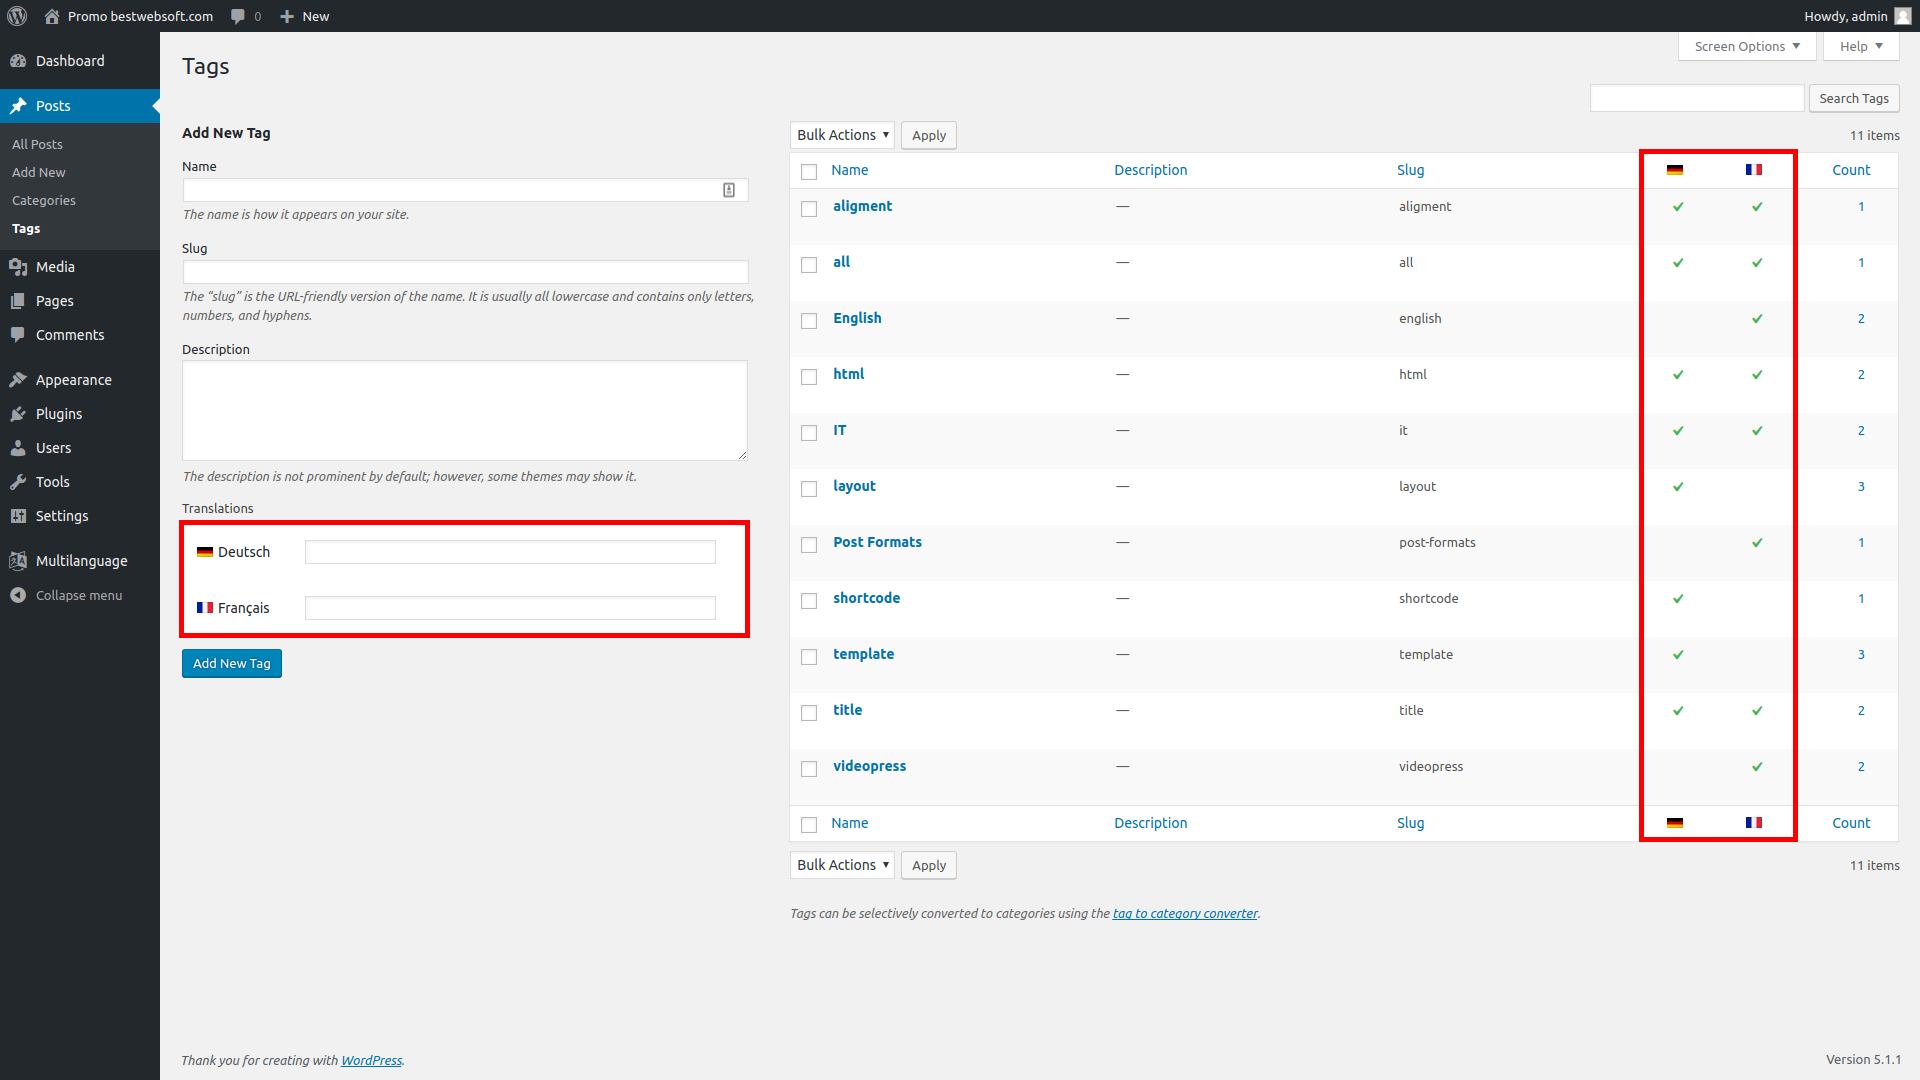 Promo bestwebsoft.com 0 New Howdy, admin
Dashboard
Posts
All Posts
Add New
Categories
Tags
Media
Pages
Comments
Appearance
Plugins
Users
Tools
Settings
Multilanguage
Collapse menu
Screen Options Help
Tags
Search Tags
Add New Tag
Name
The name is how it appears on your site.
Slug
The “slug” is the URL-friendly version of the name. It is usually all lowercase and contains only letters,
numbers, and hyphens.
Description
The description is not prominent by default; however, some themes may show it.
Translations
Deutsch
Français
Add New Tag
Bulk Actions Apply 11 items
Name Description Slug Count
aligment — aligment 1
all — all 1
English — english 2
html — html 2
IT — it 2
layout — layout 3
Post Formats — post-formats 1
shortcode — shortcode 1
template — template 3
title — title 2
videopress — videopress 2
Name Description Slug Count
Bulk Actions Apply 11 items
Tags can be selectively converted to categories using the tag to category converter.
Thank you for creating with WordPress. Version 5.1.1